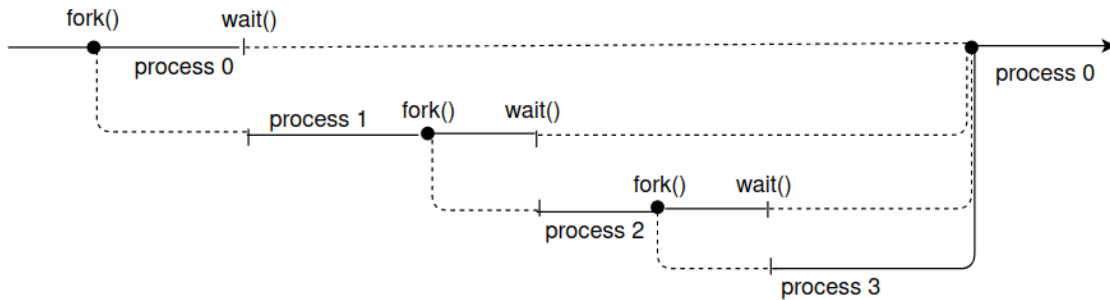 fork()
wait()
process 0
process 0
process 1
fork()
wait()
fork()
wait()
process 2
process 3